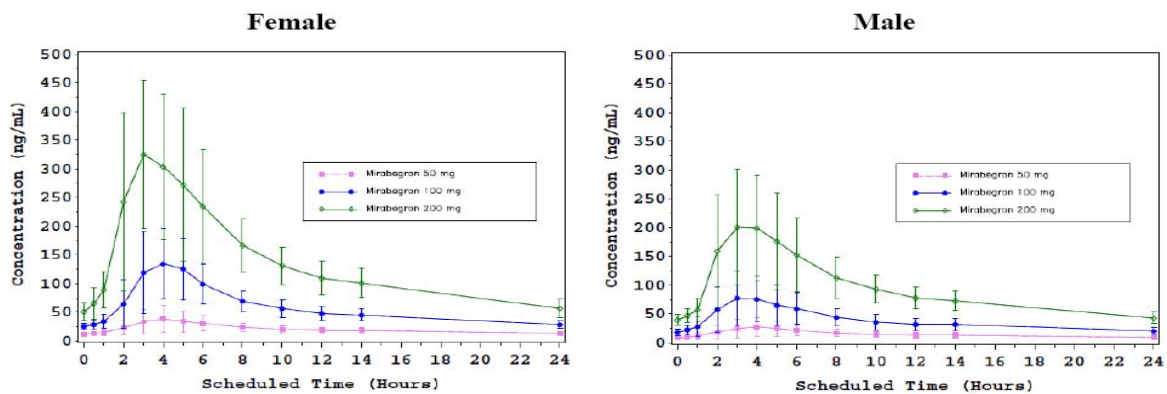 Female
Concentration (ng/mL)
500
450
400
350
300
250
200
150
100
50
0
Mirabegron 50 mg
Mirabegron 100 mg
Mirabegron 200 mg
0 2 4 6 8 10 12 14 16 18 20 22 24
Scheduled Time (Hours)
Male
Concentration (ng/mL)
500
450
400
350
300
250
200
150
100
50
0
Mirabegron 50 mg
Mirabegron 100 mg
Mirabegron 200 mg
0 2 4 6 8 10 12 14 16 18 20 22 24
Scheduled Time (Hours)